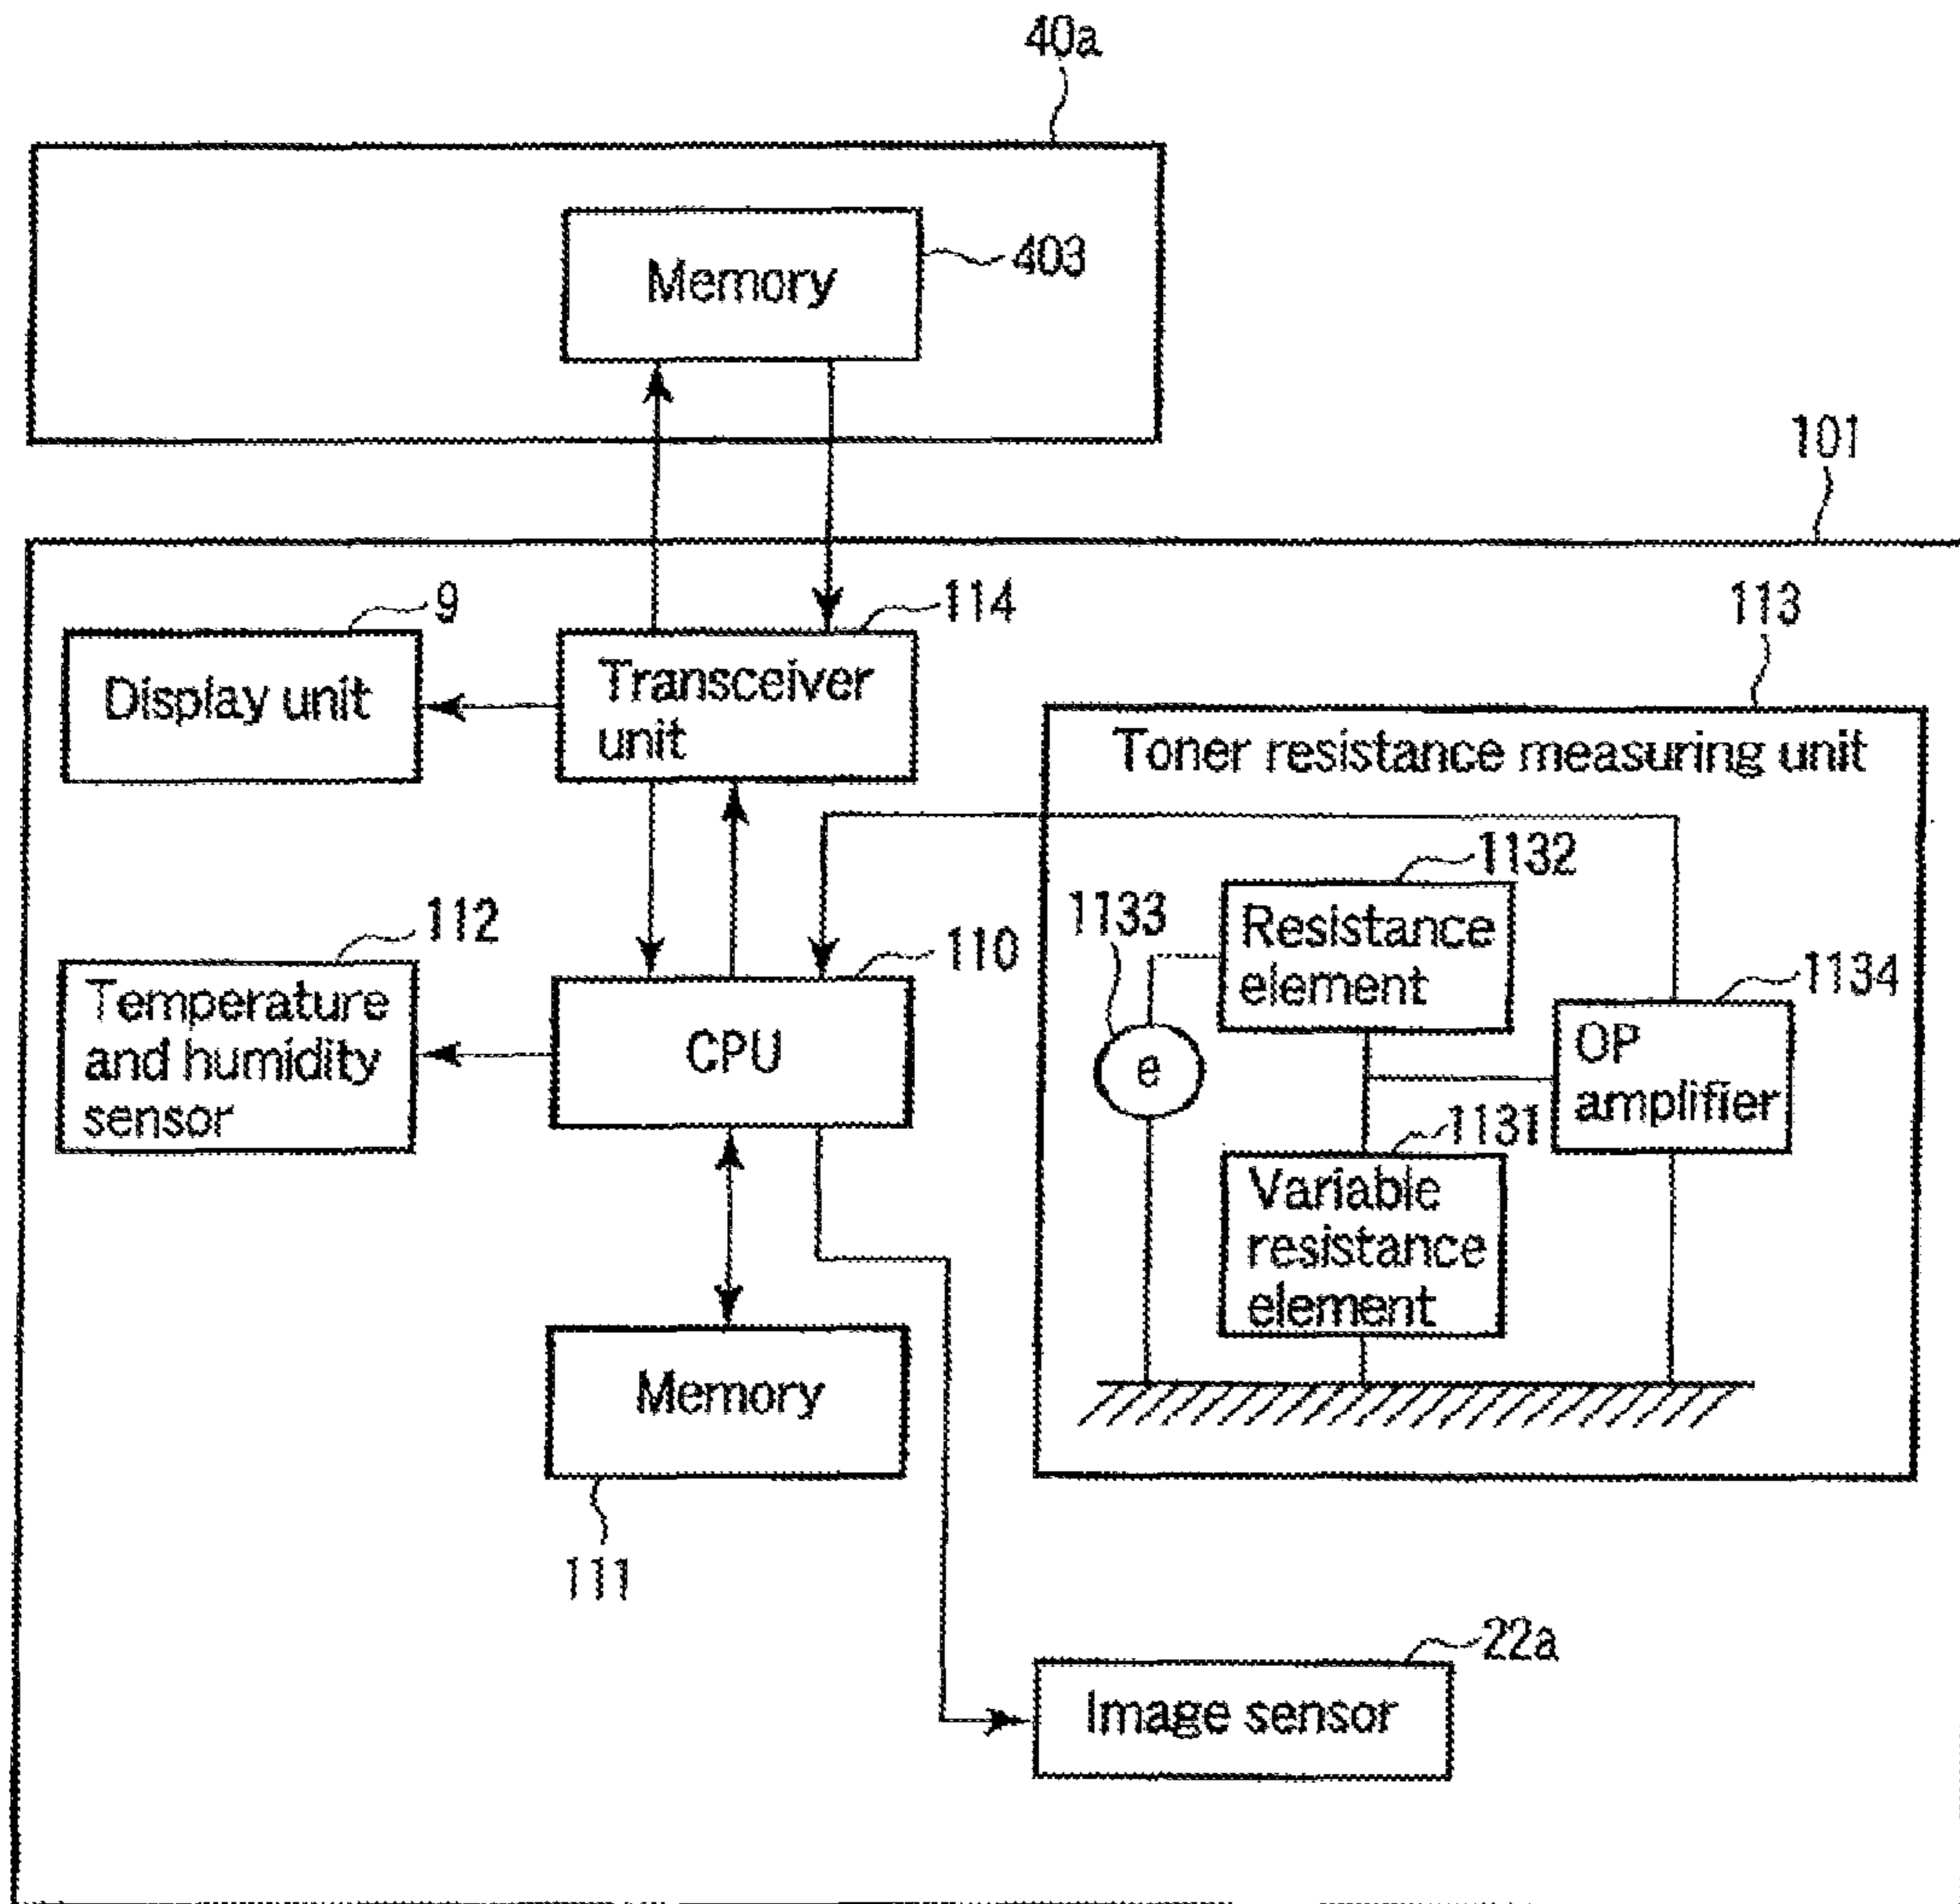 40a
Memory
403
101
9
Display unit
114
Transceiver
unit
113
Toner resistance measuring unit
1132
Resistance
element
1133
e
1134
OP
amplifier
1131
Variable
resistance
element
112
Temperature
and humidity
sensor
110
CPU
Memory
111
22a
Image sensor